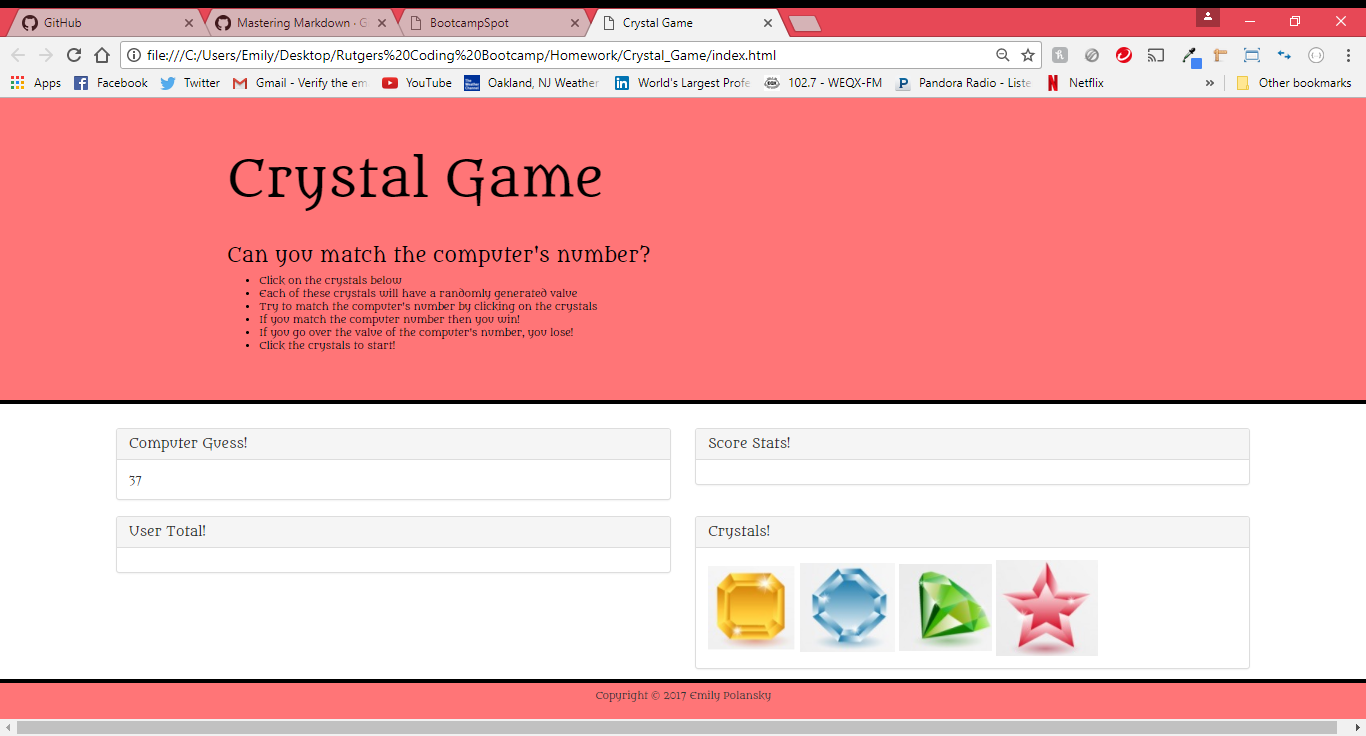 GitHub
Mastering Markdown · G
BootcampSpot
Crystal Game
file:///C:/Users/Emily/Desktop/Rutgers%20Coding%20Bootcamp/Homework/Crystal_Game/index.html
Apps Facebook Twitter Gmail - Verify the em YouTube Oakland, NJ Weather World's Largest Profe 102.7 - WEQX-FM Pandora Radio - Liste Netflix » Other bookmarks
Crystal Game
Can you match the computer's number?
• Click on the crystals below
• Each of these crystals will have a randomly generated value
• Try to match the computer's number by clicking on the crystals
• If you match the computer number then you win!
• If you go over the value of the computer's number, you lose!
• Click the crystals to start!
Computer Guess!
37
Score Stats!
User Total!
Crystals!
Copyright © 2017 Emily Polansky